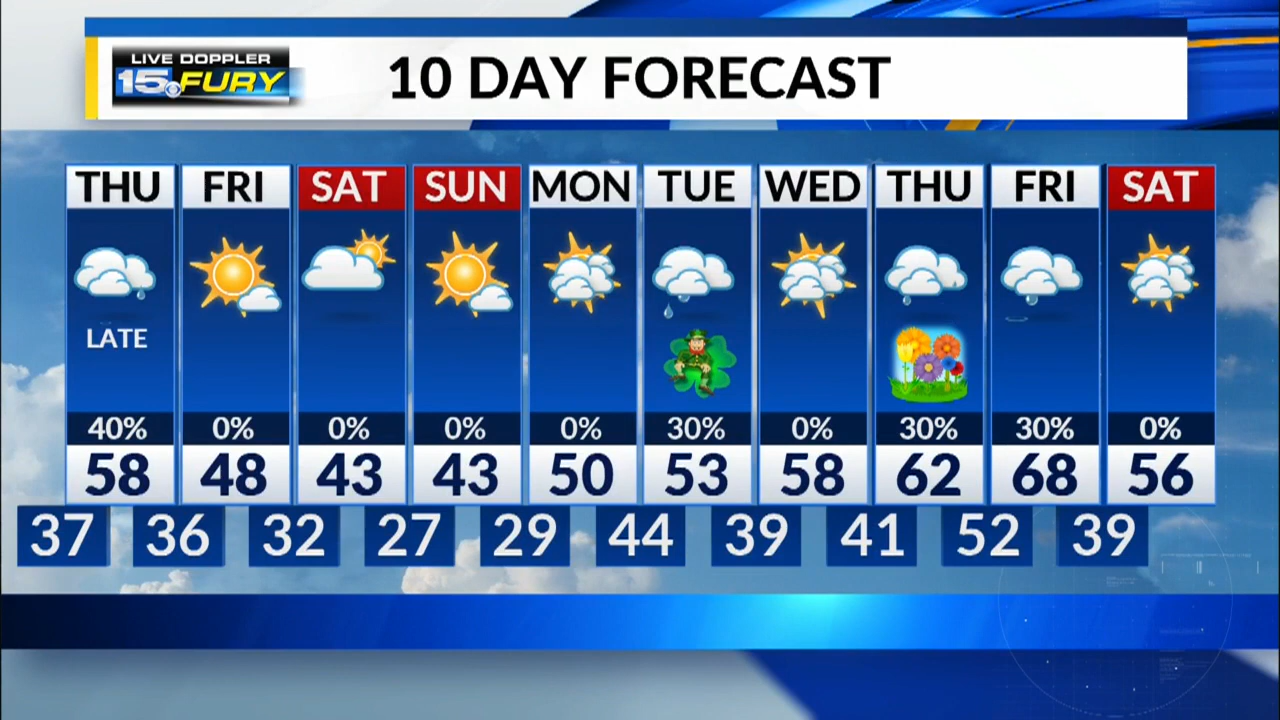 LIVE DOPPLER
15 FURY
10 DAY FORECAST
THU FRI SAT SUN MON TUE WED THU FRI SAT
LATE
40% 0% 0% 0% 0% 30% 0% 30% 30% 0%
58 48 43 43 50 53 58 62 68 56
37 36 32 27 29 44 39 41 52 39